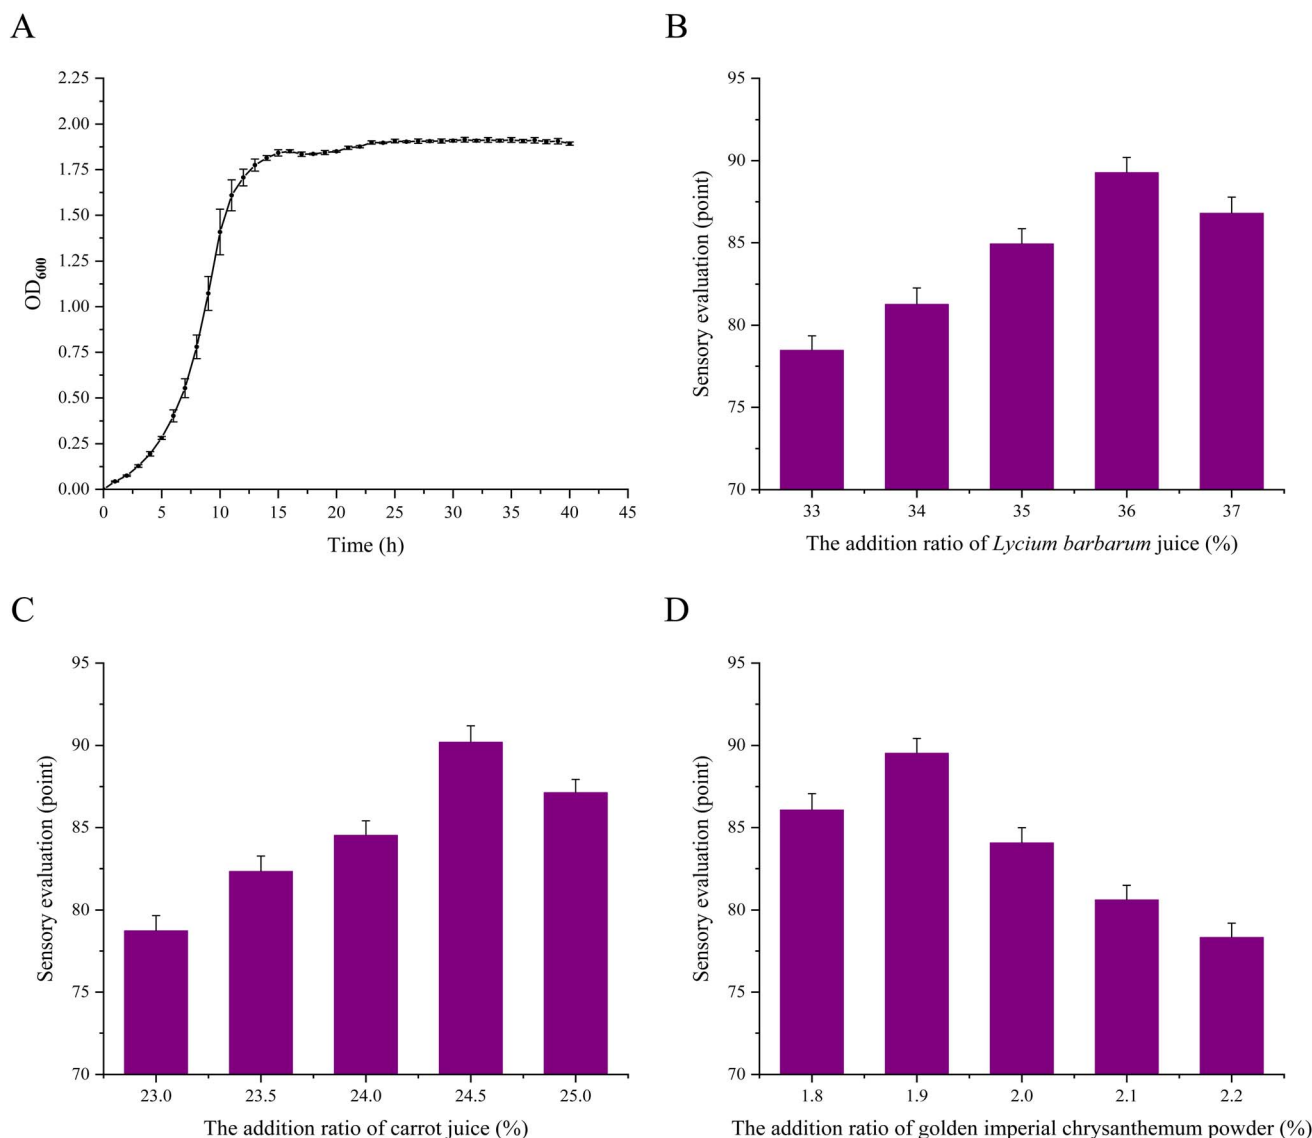 A
2.25
2.00
1.75
1.50
1.25
1.00
0.75
0.50
0.25
0.00
OD600
0 5 10 15 20 25 30 35 40 45
Time (h)
B
95
90
85
80
75
70
Sensory evaluation (point)
33 34 35 36 37
The addition ratio of Lycium barbarum juice (%)
C
95
90
85
80
75
70
Sensory evaluation (point)
23.0 23.5 24.0 24.5 25.0
The addition ratio of carrot juice (%)
D
95
90
85
80
75
70
Sensory evaluation (point)
1.8 1.9 2.0 2.1 2.2
The addition ratio of golden imperial chrysanthemum powder (%)